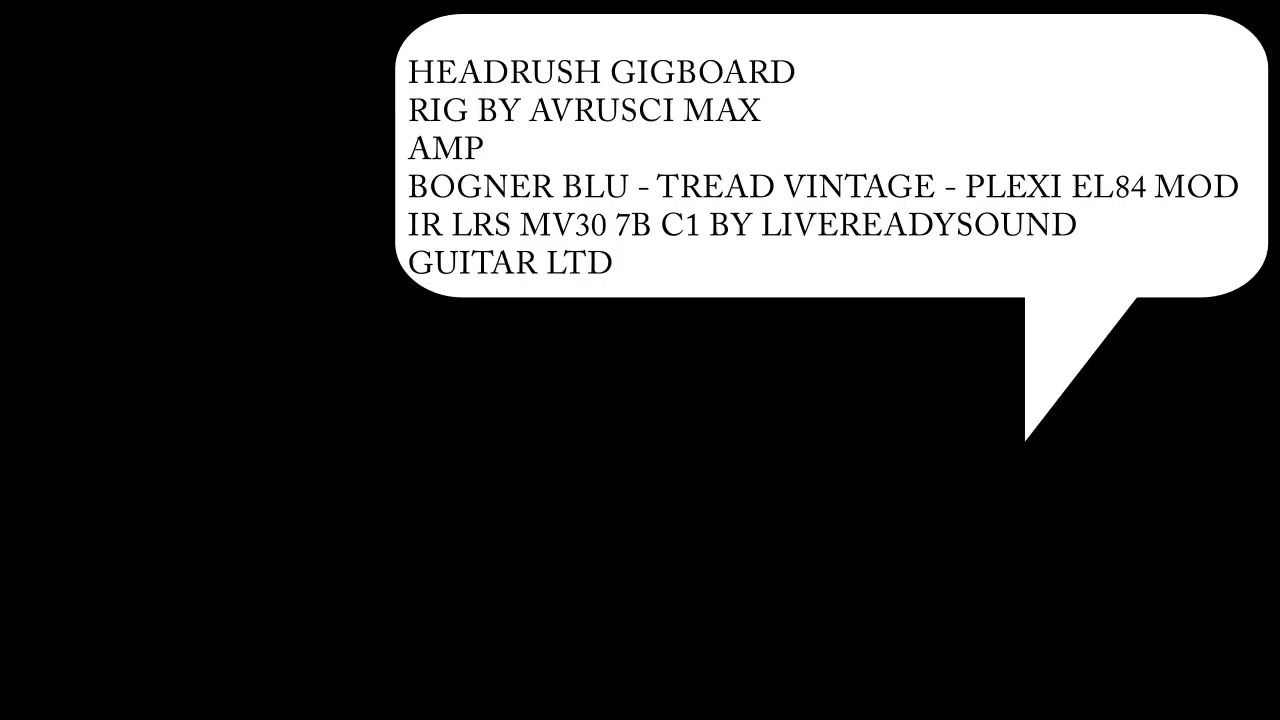 HEADRUSH GIGBOARD
RIG BY AVRUSCI MAX
AMP
BOGNER BLU - TREAD VINTAGE - PLEXI EL84 MOD
IR LRS MV30 7B C1 BY LIVEREADYSOUND
GUITAR LTD